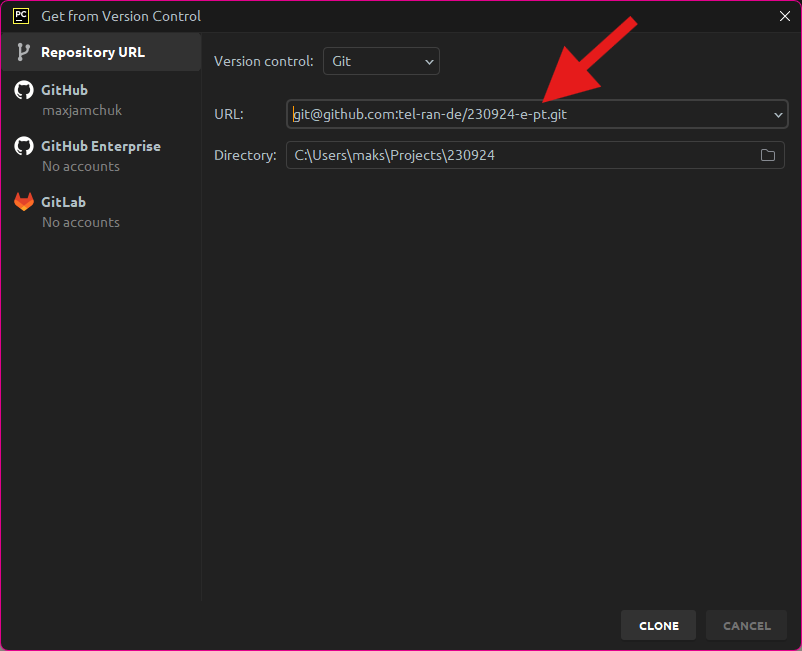 PC Get from Version Control
Repository URL
GitHub
maxjamchuk
GitHub Enterprise
No accounts
GitLab
No accounts
Version control: Git
URL: git@github.com:tel-ran-de/230924-e-pt.git
Directory: C:\Users\maks\Projects\230924
CLONE CANCEL